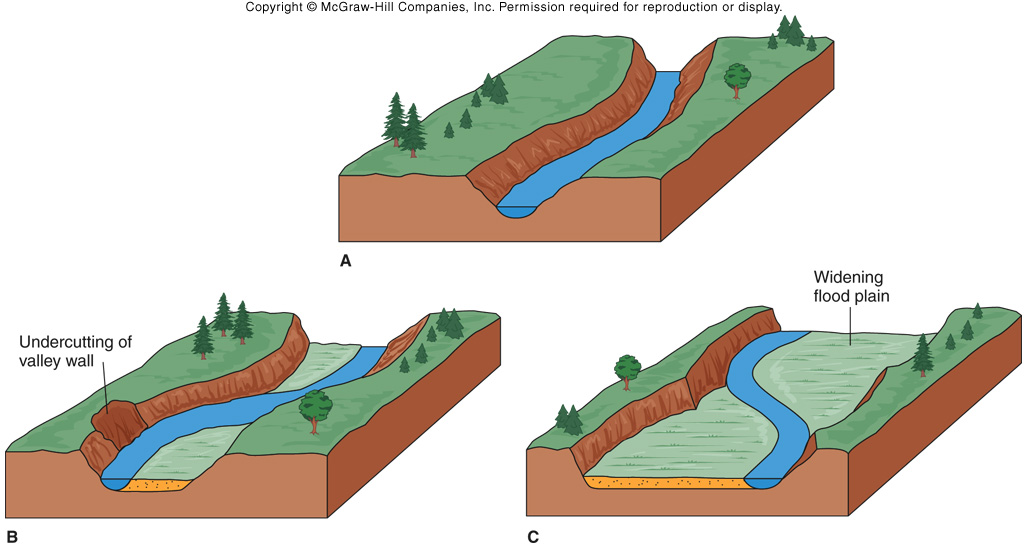 Copyright © McGraw-Hill Companies, Inc. Permission required for reproduction or display.
A
Widening
flood plain
Undercutting of
valley wall
B
C